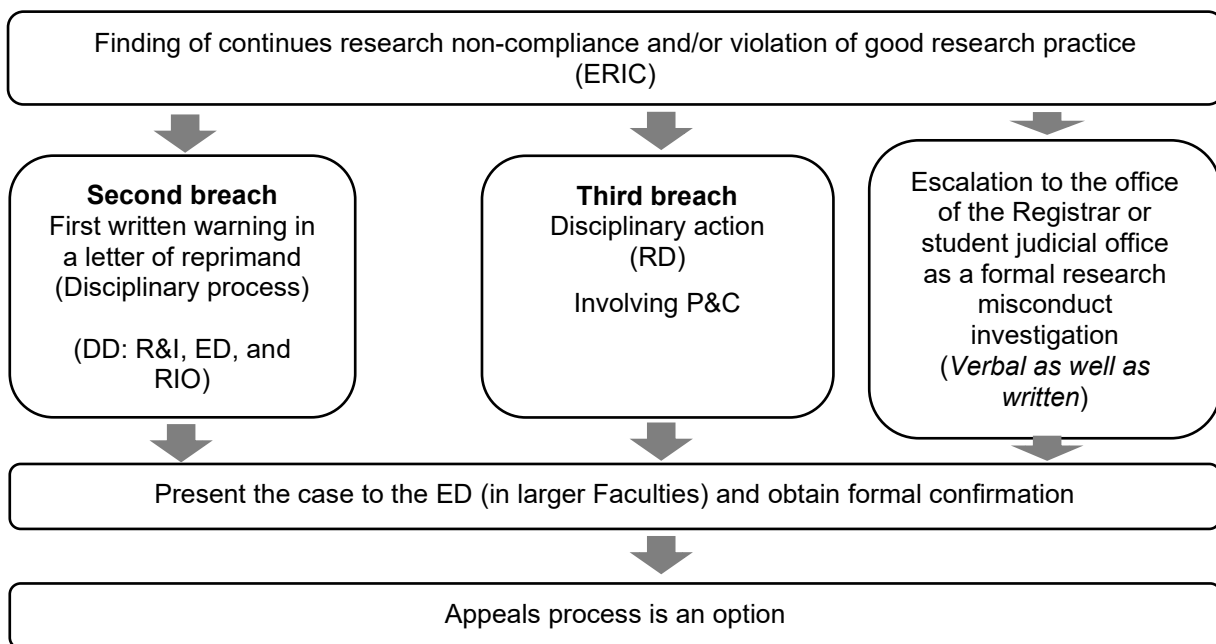 Finding of continues research non-compliance and/or violation of good research practice
(ERIC)
Second breach
First written warning in
a letter of reprimand
(Disciplinary process)
(DD: R&I, ED, and
RIO)
Third breach
Disciplinary action
(RD)
Involving P&C
Escalation to the office
of the Registrar or
student judicial office
as a formal research
misconduct
investigation
(Verbal as well as
written)
Present the case to the ED (in larger Faculties) and obtain formal confirmation
Appeals process is an option